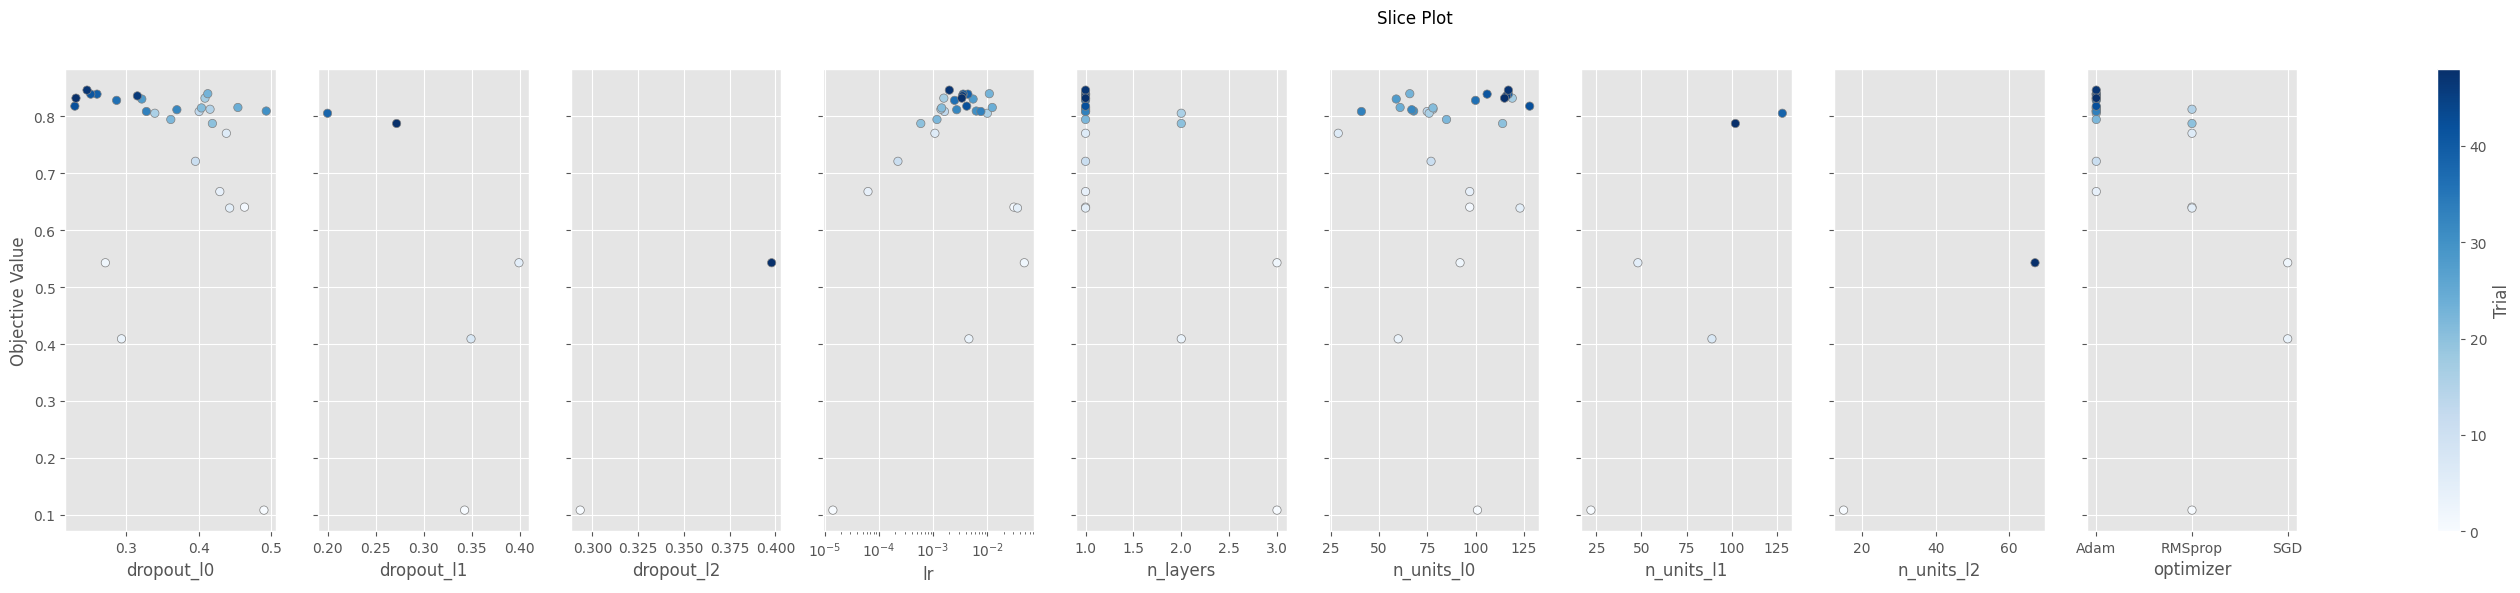 Slice Plot
Objective Value
0.8
0.7
0.6
0.5
0.4
0.3
0.2
0.1
0.3 0.4 0.5
dropout_l0
0.20 0.25 0.30 0.35 0.40
dropout_l1
0.300 0.325 0.350 0.375 0.400
dropout_l2
10⁻⁵ 10⁻⁴ 10⁻³ 10⁻²
lr
1.0 1.5 2.0 2.5 3.0
n_layers
25 50 75 100 125
n_units_l0
25 50 75 100 125
n_units_l1
20 40 60
n_units_l2
Adam RMSprop SGD
optimizer
40
30
20
10
0
Trial